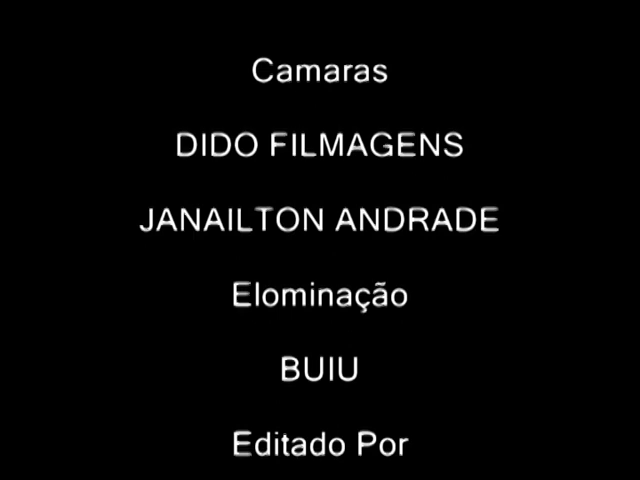 Camaras
DIDO FILMAGENS
JANAILTON ANDRADE
Elominação
BUIU
Editado Por